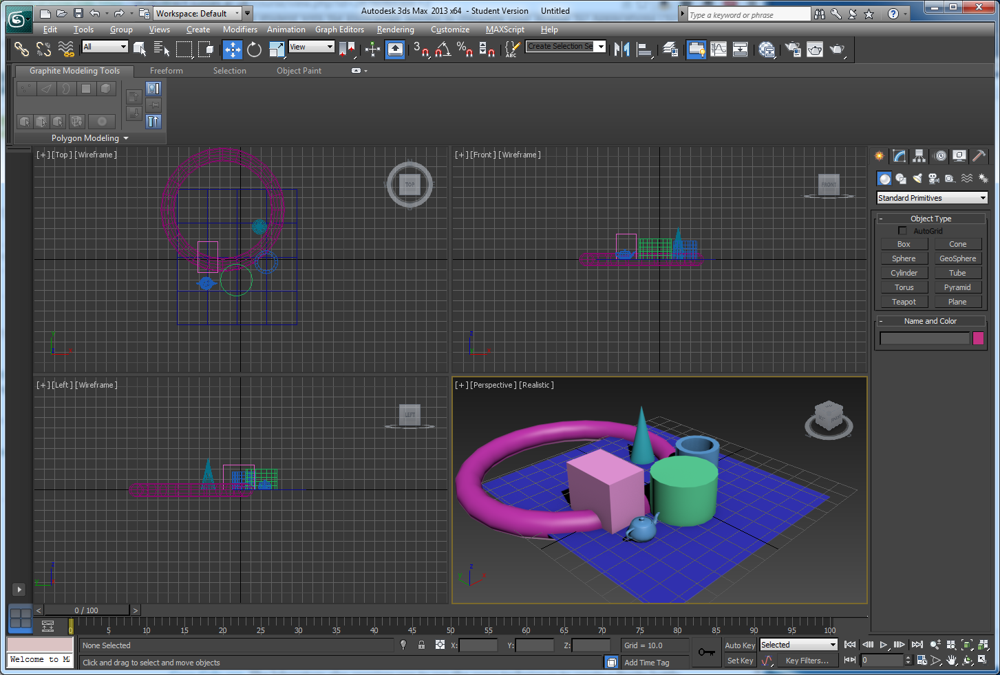 Workspace: Default
Autodesk 3ds Max 2013 x64 - Student Version Untitled
Type a keyword or phrase
Edit Tools Group Views Create Modifiers Animation Graph Editors Rendering Customize MAXScript Help
All
View
3
ABC
Create Selection Se
Graphite Modeling Tools Freeform Selection Object Paint
Polygon Modeling
[+] [Top] [Wireframe]
TOP
[+] [Front] [Wireframe]
FRONT
Standard Primitives
- Object Type
AutoGrid
Box Cone
Sphere GeoSphere
Cylinder Tube
Torus Pyramid
Teapot Plane
- Name and Color
[+] [Left] [Wireframe]
LEFT
[+] [Perspective] [Realistic]
< 0 / 100 >
0 5 10 15 20 25 30 35 40 45 50 55 60 65 70 75 80 85 90 95 100
None Selected
X: Y: Z: Grid = 10.0
Auto Key Selected
Welcome to M
Click and drag to select and move objects
Add Time Tag
Set Key Key Filters... 0